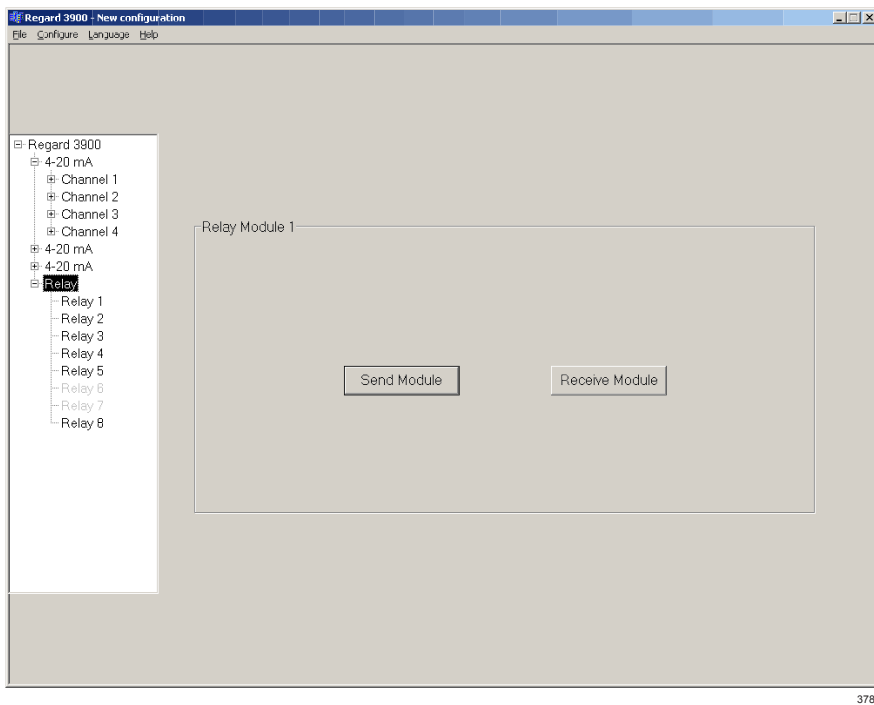 Regard 3900 - New configuration
File Configure Language Help
Regard 3900
4-20 mA
Channel 1
Channel 2
Channel 3
Channel 4
4-20 mA
4-20 mA
Relay
Relay 1
Relay 2
Relay 3
Relay 4
Relay 5
Relay 6
Relay 7
Relay 8
Relay Module 1
Send Module Receive Module
378